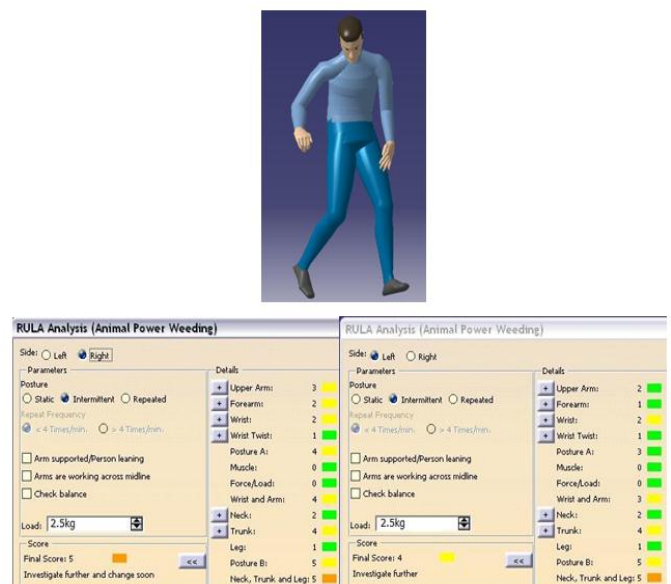 RULA Analysis (Animal Power Weeding)
Side: Left Right
Parameters
Posture
Static Intermittent Repeated
Repeat Frequency
< 4 Times/min. > 4 Times/min.
Arm supported/Person leaning
Arms are working across midline
Check balance
Load: 2.5kg
Score
Final Score: 5
<<
Investigate further and change soon
Details
+ Upper Arm: 3
+ Forearm: 2
+ Wrist: 2
+ Wrist Twist: 1
Posture A: 4
Muscle: 0
Force/Load: 0
Wrist and Arm: 4
+ Neck: 2
+ Trunk: 4
Leg: 1
Posture B: 5
Neck, Trunk and Leg: 5
RULA Analysis (Animal Power Weeding)
Side: Left Right
Parameters
Posture
Static Intermittent Repeated
Repeat Frequency
< 4 Times/min. > 4 Times/min.
Arm supported/Person leaning
Arms are working across midline
Check balance
Load: 2.5kg
Score
Final Score: 4
<<
Investigate further
Details
+ Upper Arm: 2
+ Forearm: 1
+ Wrist: 2
+ Wrist Twist: 1
Posture A: 3
Muscle: 0
Force/Load: 0
Wrist and Arm: 3
+ Neck: 2
+ Trunk: 4
Leg: 1
Posture B: 5
Neck, Trunk and Leg: 5